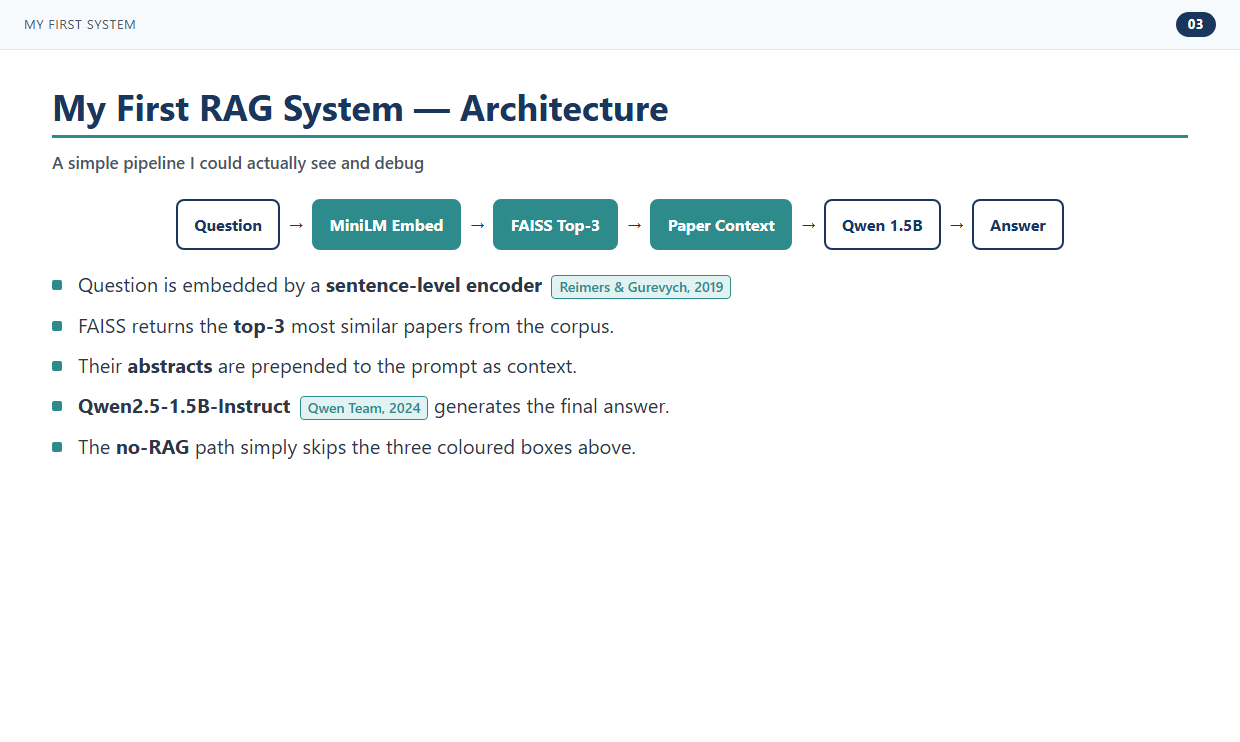 MY FIRST SYSTEM
03
My First RAG System — Architecture
A simple pipeline I could actually see and debug
Question → MiniLM Embed → FAISS Top-3 → Paper Context → Qwen 1.5B → Answer
Question is embedded by a sentence-level encoder Reimers & Gurevych, 2019
FAISS returns the top-3 most similar papers from the corpus.
Their abstracts are prepended to the prompt as context.
Qwen2.5-1.5B-Instruct Qwen Team, 2024 generates the final answer.
The no-RAG path simply skips the three coloured boxes above.